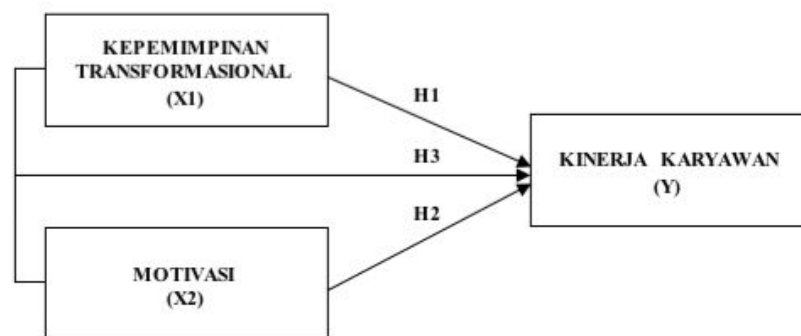 KEPEMIMPINAN
TRANSFORMASIONAL
(X1)
H1
H3
KINERJA KARYAWAN
(Y)
H2
MOTIVASI
(X2)